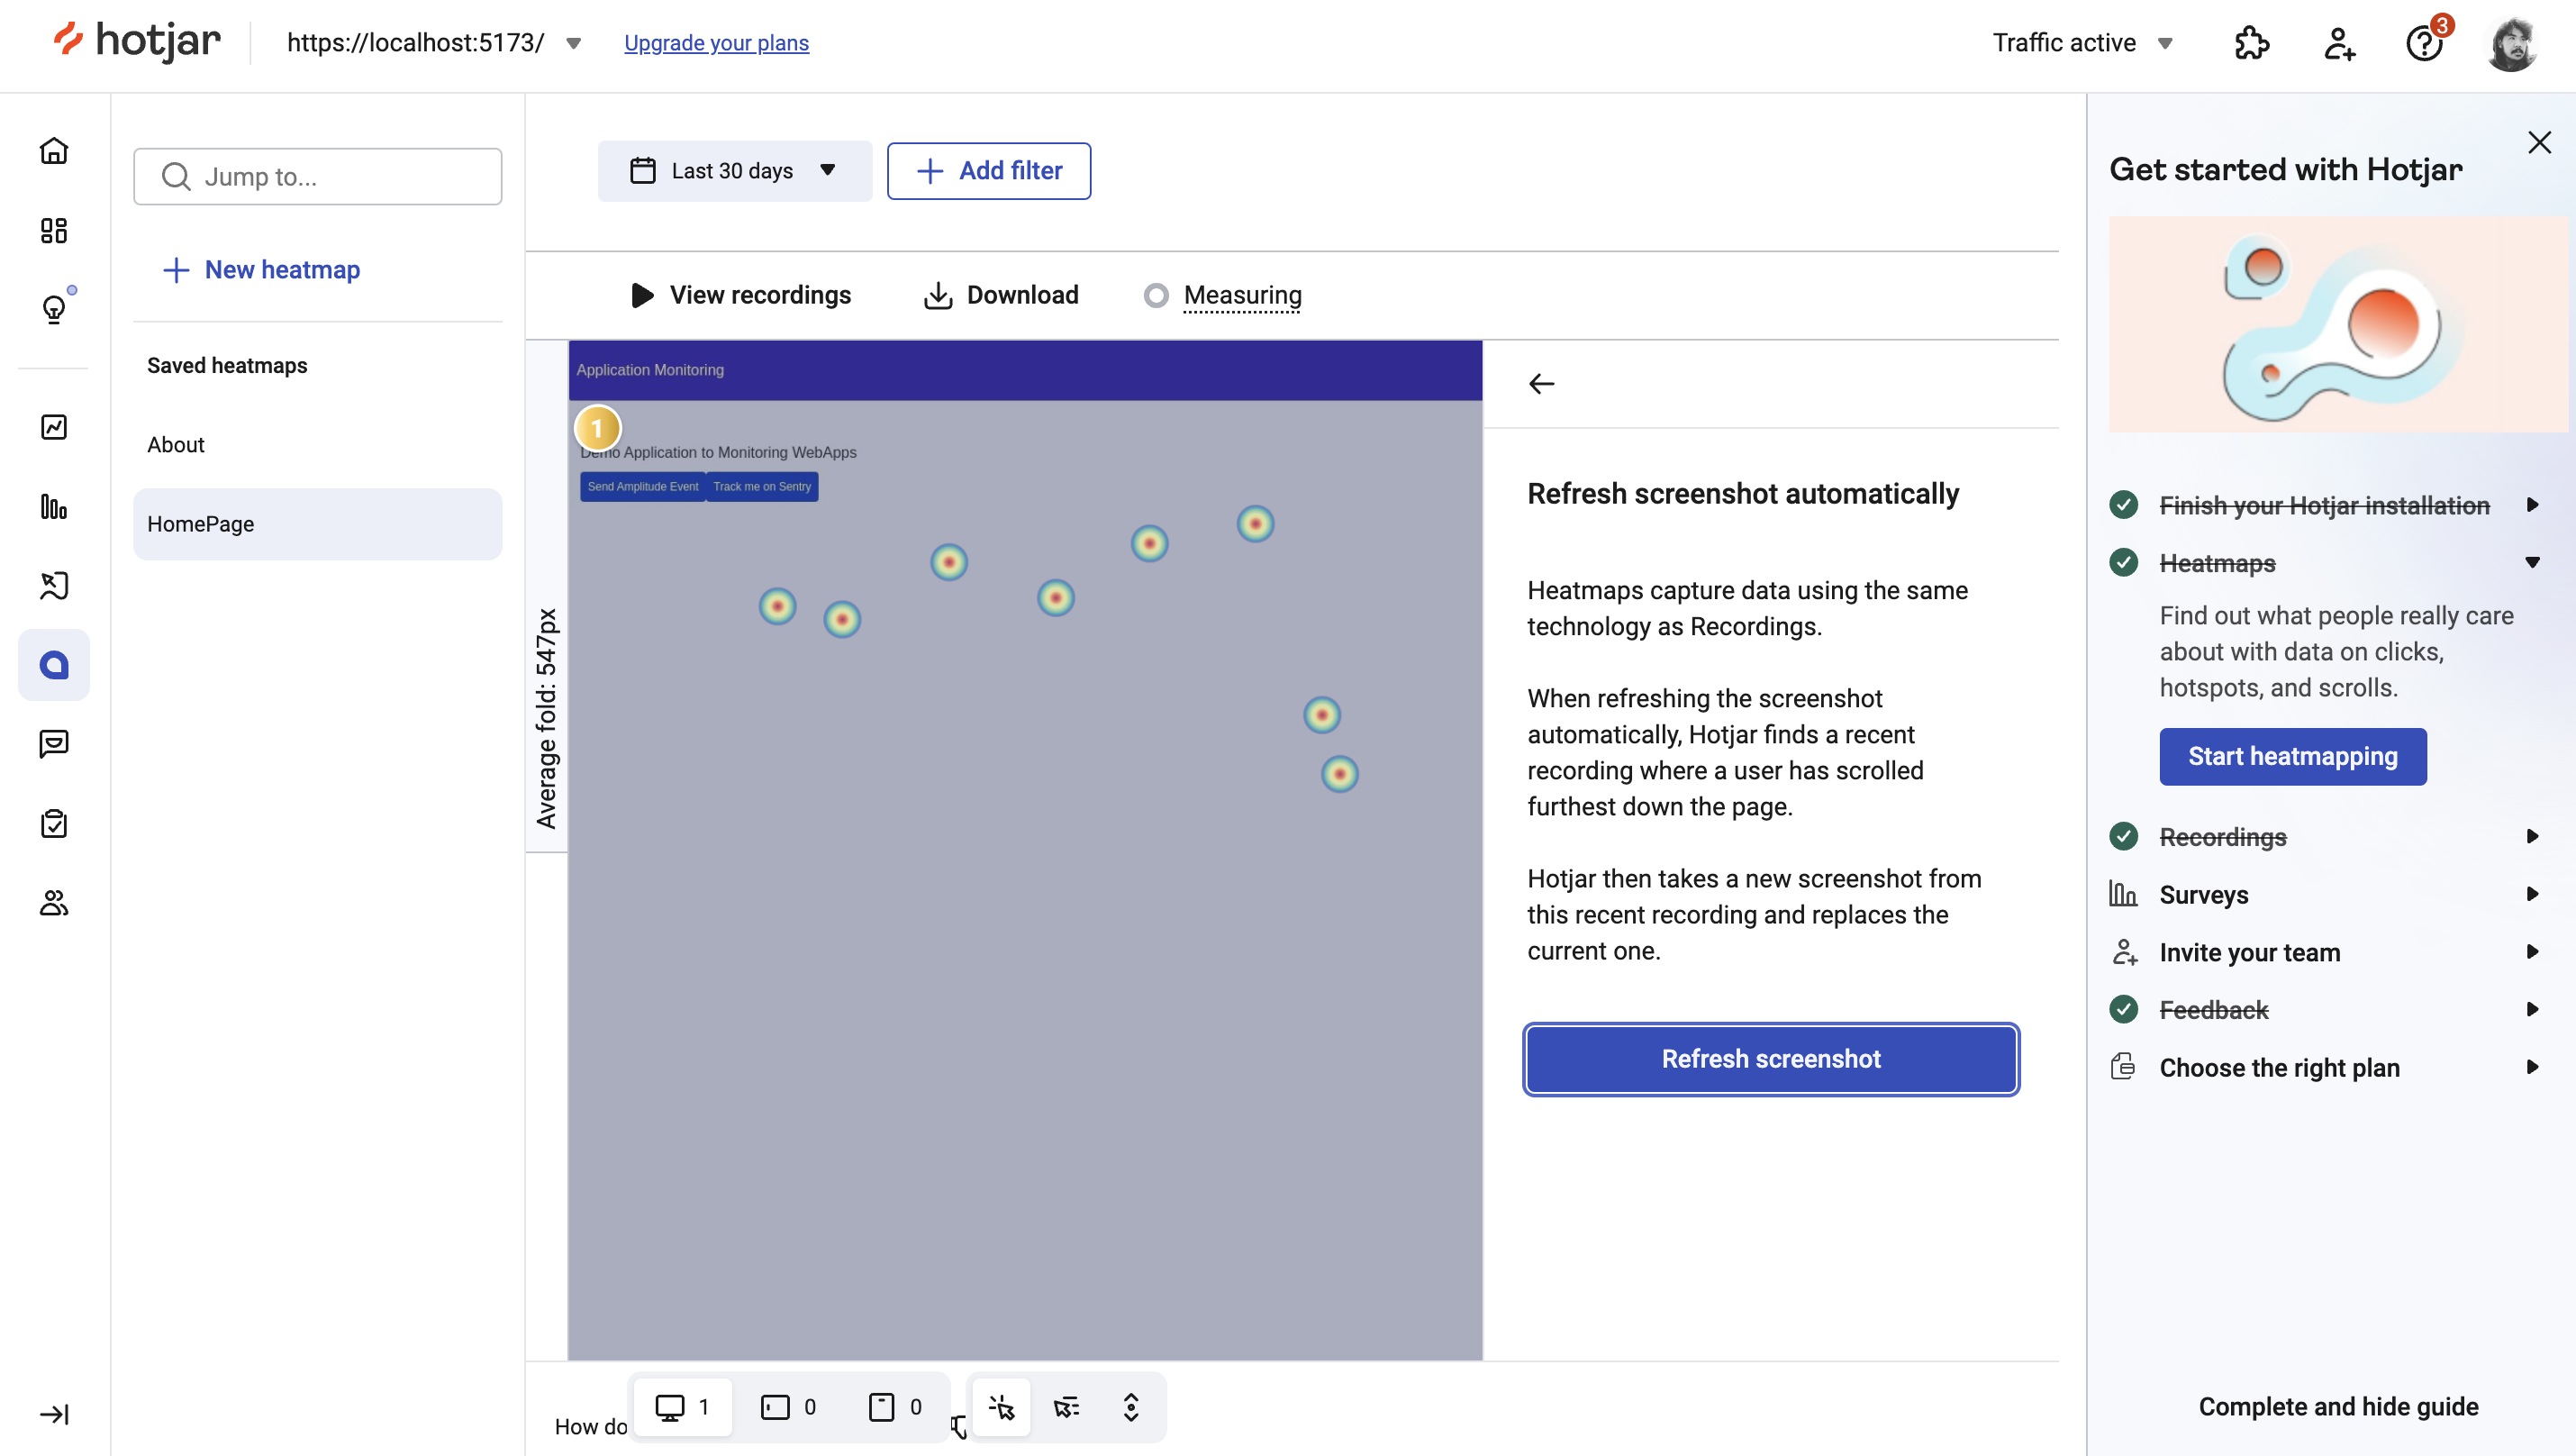 hotjar
https://localhost:5173/
Upgrade your plans
Traffic active
3
Jump to...
New heatmap
Saved heatmaps
About
HomePage
Last 30 days
Add filter
View recordings
Download
Measuring
Average fold: 547px
Application Monitoring
1
Demo Application to Monitoring WebApps
Send Amplitude Event
Track me on Sentry
Refresh screenshot automatically
Heatmaps capture data using the same
technology as Recordings.
When refreshing the screenshot
automatically, Hotjar finds a recent
recording where a user has scrolled
furthest down the page.
Hotjar then takes a new screenshot from
this recent recording and replaces the
current one.
Refresh screenshot
How do
1
0
0
Get started with Hotjar
Finish your Hotjar installation
Heatmaps
Find out what people really care
about with data on clicks,
hotspots, and scrolls.
Start heatmapping
Recordings
Surveys
Invite your team
Feedback
Choose the right plan
Complete and hide guide